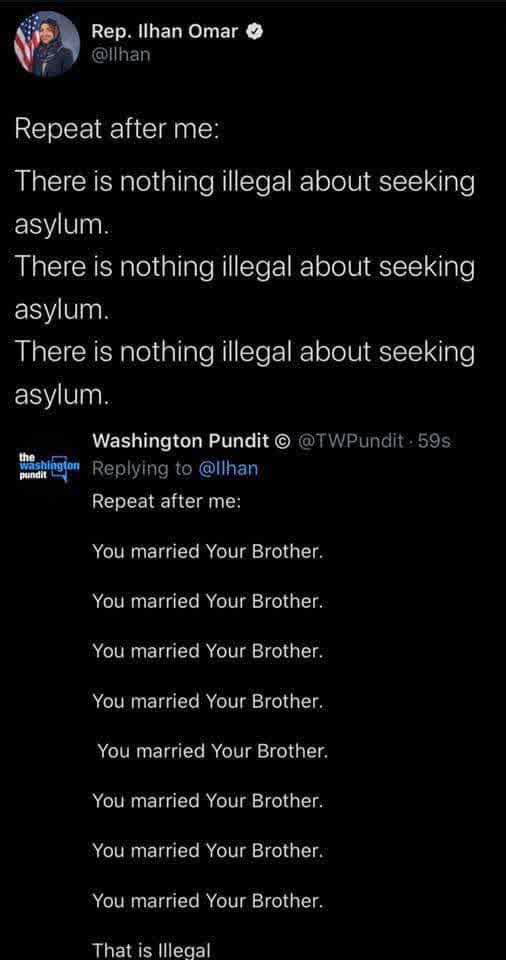 Rep. Ilhan Omar
@Ilhan
Repeat after me:
There is nothing illegal about seeking
asylum.
There is nothing illegal about seeking
asylum.
There is nothing illegal about seeking
asylum.
Washington Pundit © @TWPundit · 59s
the
washington
pundit
Replying to @Ilhan
Repeat after me:
You married Your Brother.
You married Your Brother.
You married Your Brother.
You married Your Brother.
You married Your Brother.
You married Your Brother.
You married Your Brother.
You married Your Brother.
That is Illegal